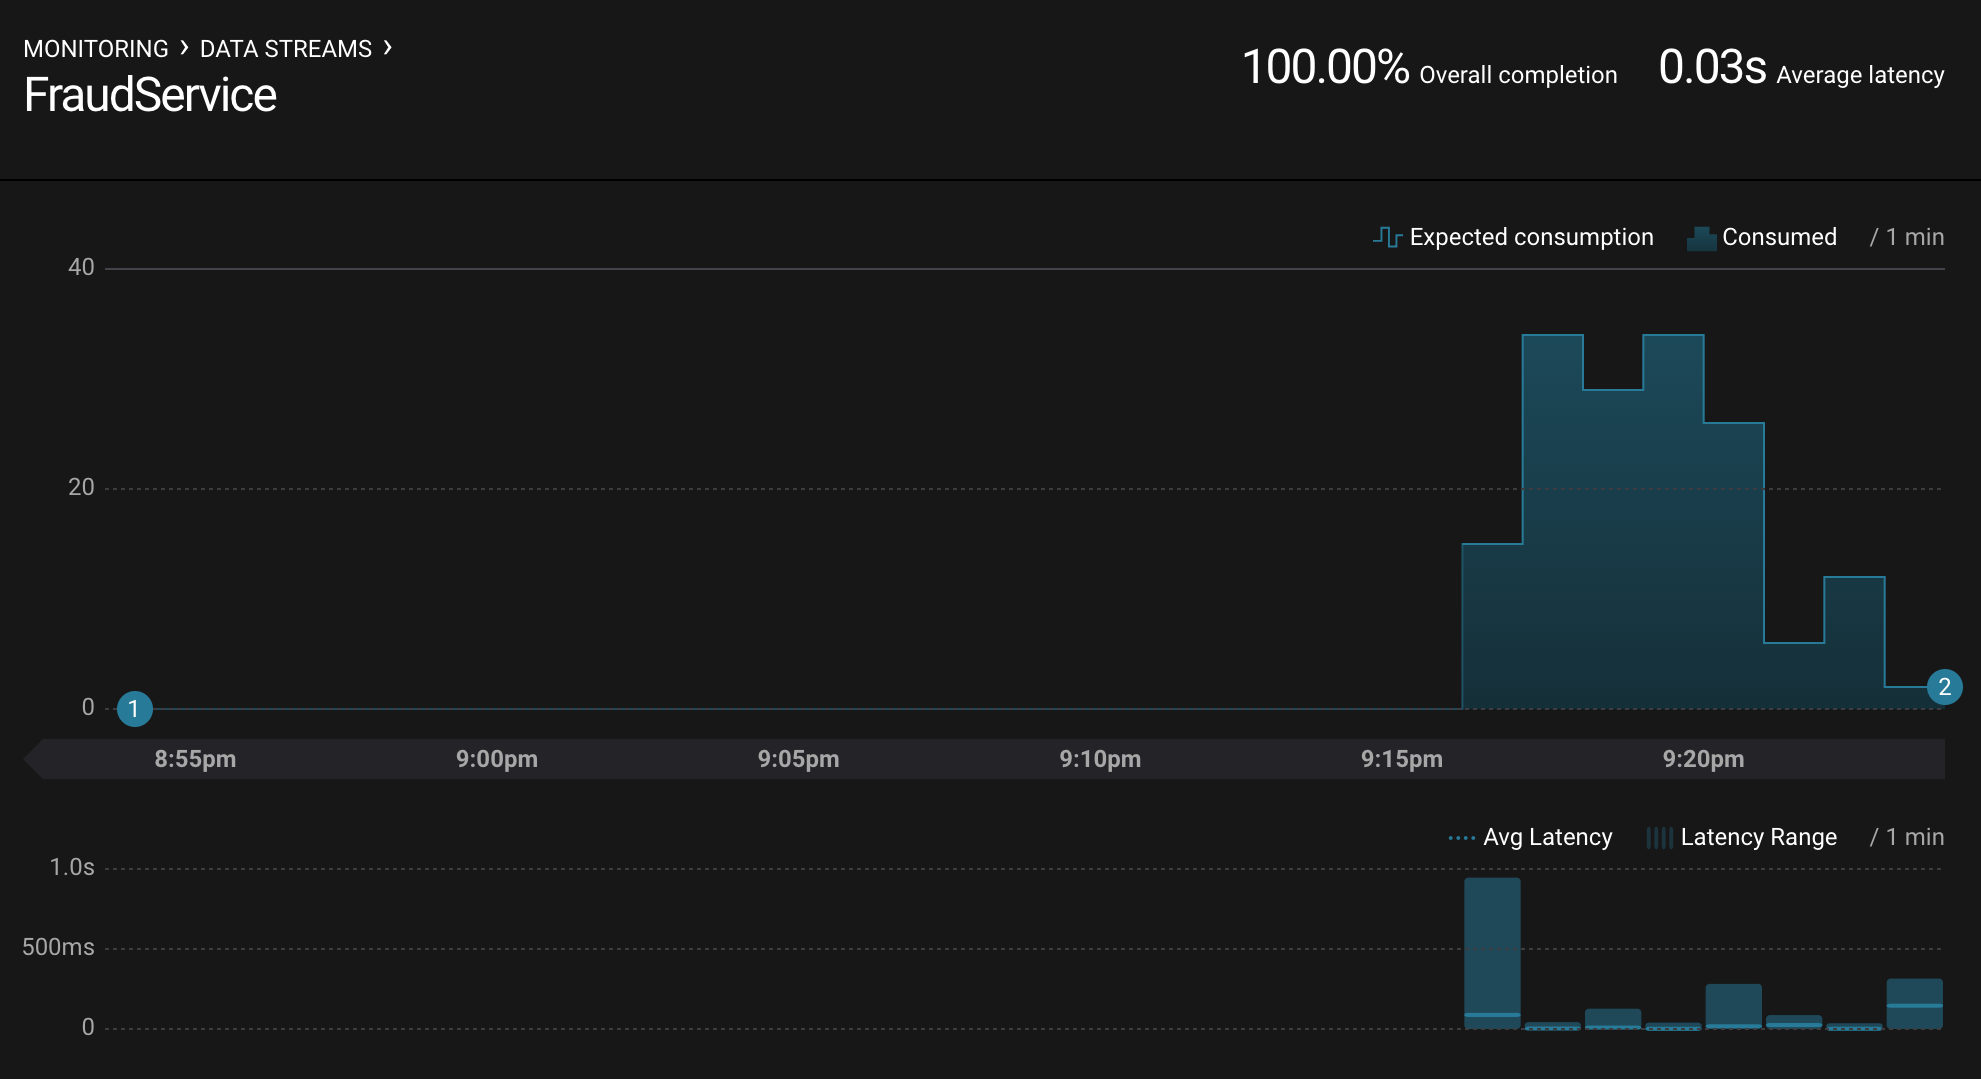 MONITORING › DATA STREAMS ›
FraudService
100.00% Overall completion 0.03s Average latency
Expected consumption Consumed / 1 min
40
20
0
1
2
8:55pm 9:00pm 9:05pm 9:10pm 9:15pm 9:20pm
Avg Latency Latency Range / 1 min
1.0s
500ms
0